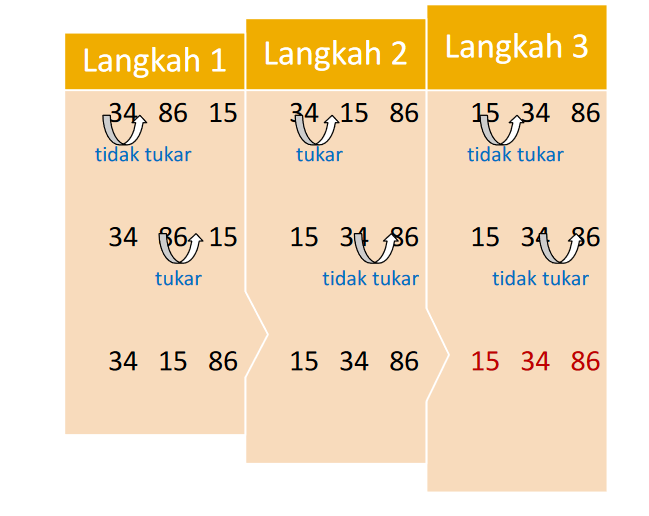 Langkah 1
34 86 15
tidak tukar
34 86 15
tukar
34 15 86
Langkah 2
34 15 86
tukar
15 34 86
tidak tukar
15 34 86
Langkah 3
15 34 86
tidak tukar
15 34 86
tidak tukar
15 34 86